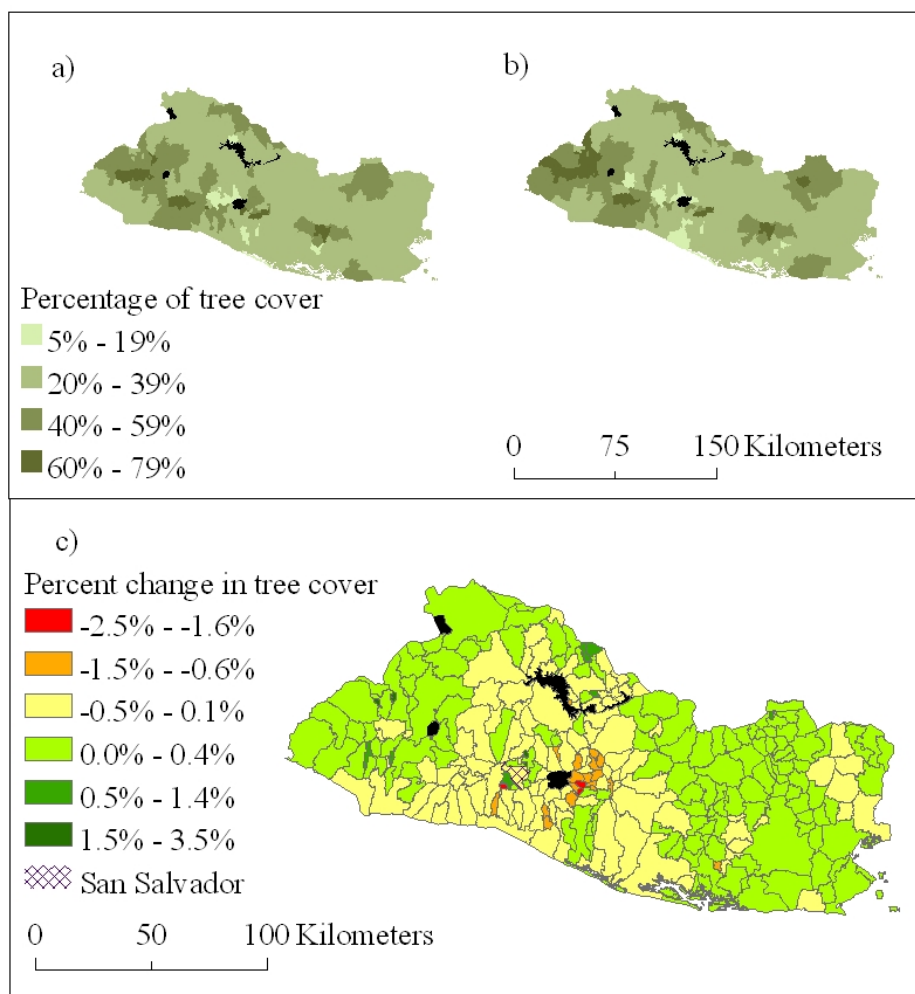 a)
b)
Percentage of tree cover
5% - 19%
20% - 39%
40% - 59%
60% - 79%
0 75 150 Kilometers
c)
Percent change in tree cover
-2.5% - -1.6%
-1.5% - -0.6%
-0.5% - 0.1%
0.0% - 0.4%
0.5% - 1.4%
1.5% - 3.5%
San Salvador
0 50 100 Kilometers